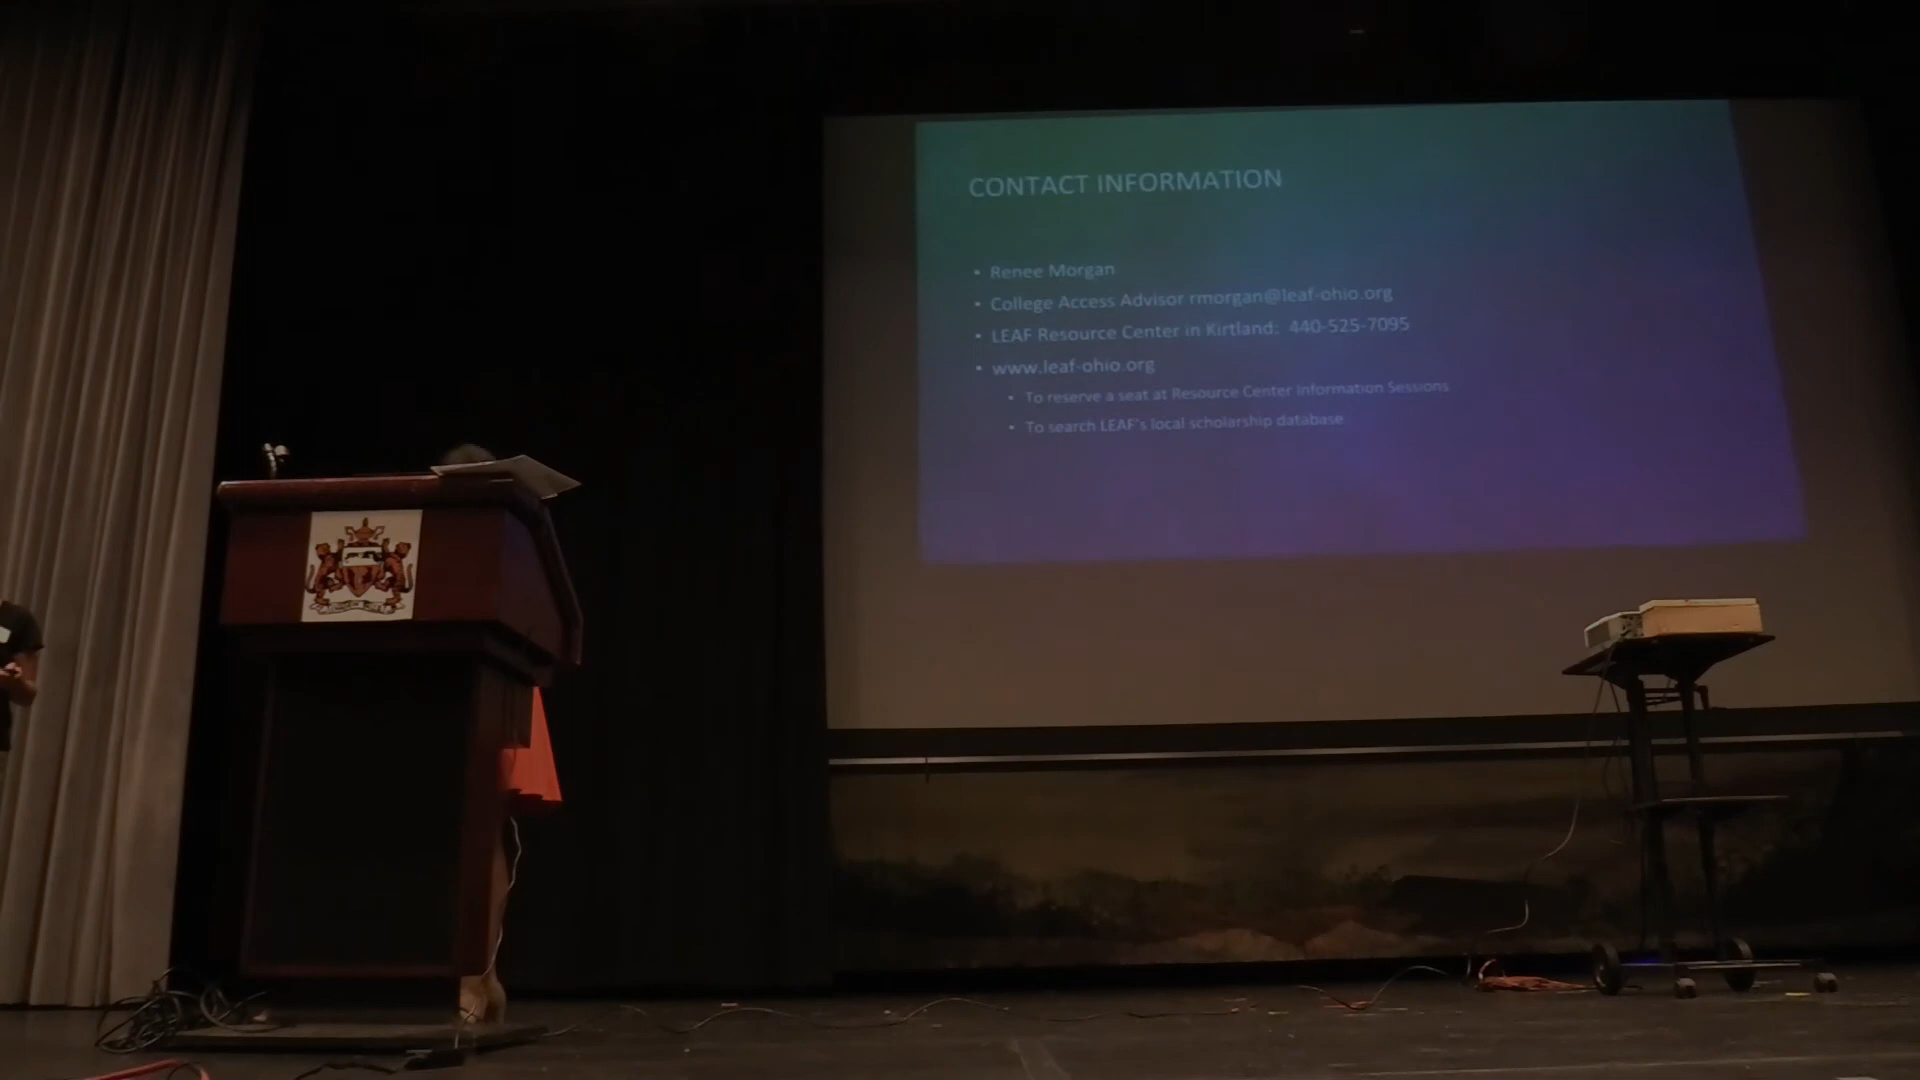 CONTACT INFORMATION
• Renee Morgan
• College Access Advisor rmorgan@leaf-ohio.org
• LEAF Resource Center in Kirtland:  440-525-7095
• www.leaf-ohio.org
• To reserve a seat at Resource Center Information Sessions
• To search LEAF's local scholarship database